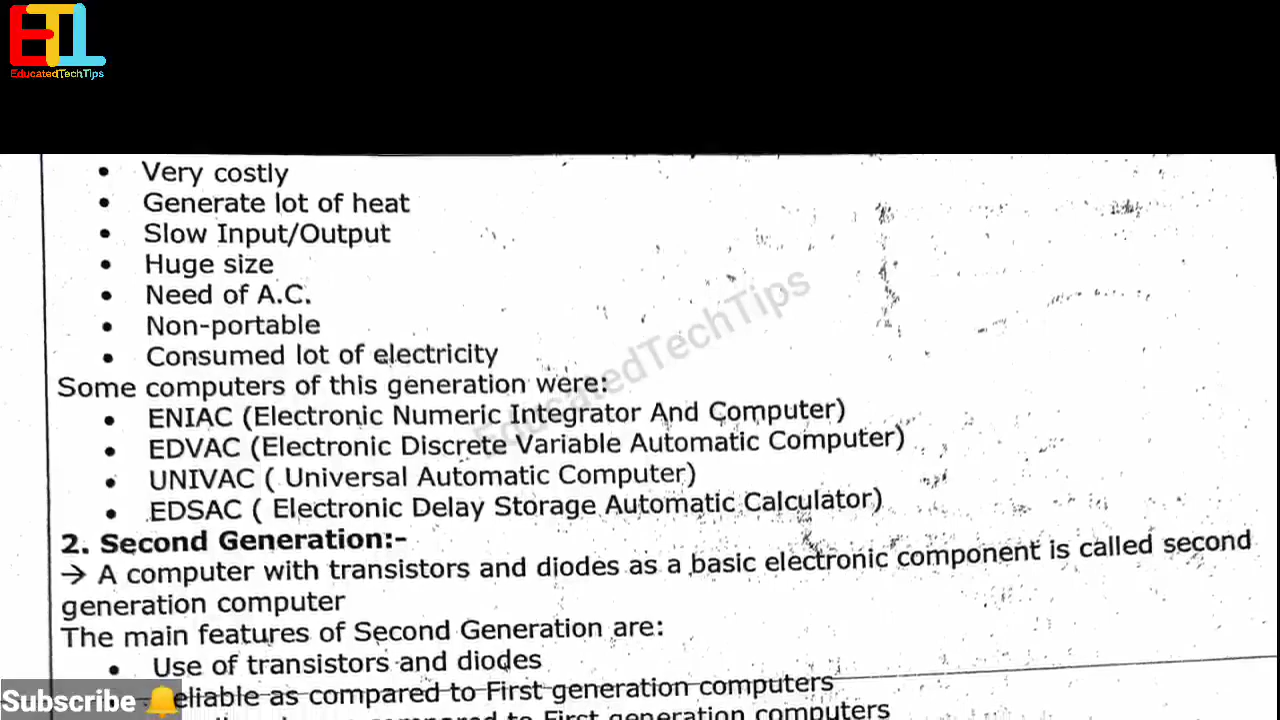 ETL
EducatedTechTips
• Very costly
• Generate lot of heat
• Slow Input/Output
• Huge size
• Need of A.C.
• Non-portable
• Consumed lot of electricity
Some computers of this generation were:
• ENIAC (Electronic Numeric Integrator And Computer)
• EDVAC (Electronic Discrete Variable Automatic Computer)
• UNIVAC ( Universal Automatic Computer)
• EDSAC ( Electronic Delay Storage Automatic Calculator)
EducatedTechTips
2. Second Generation:-
→ A computer with transistors and diodes as a basic electronic component is called second
generation computer
The main features of Second Generation are:
• Use of transistors and diodes
eliable as compared to First generation computers
compared to First generation computers
Subscribe